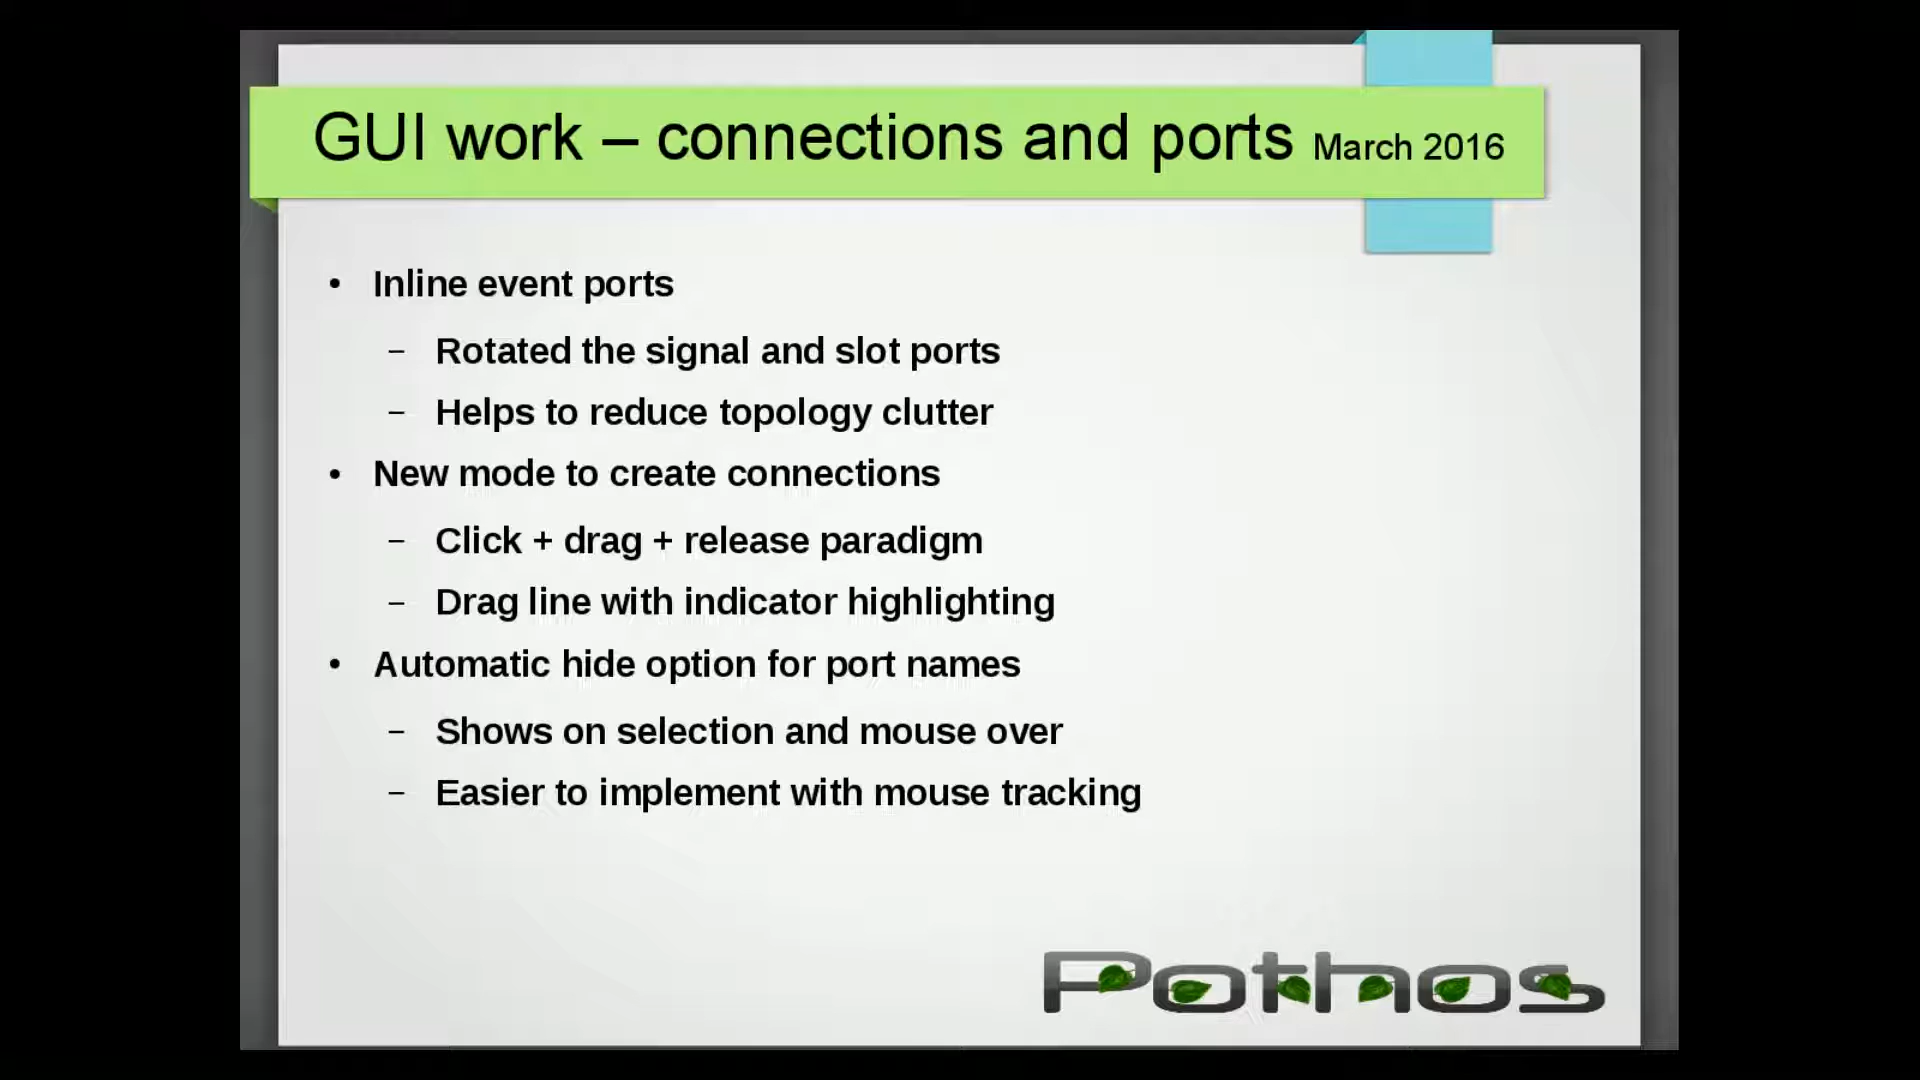 GUI work – connections and ports March 2016
• Inline event ports
– Rotated the signal and slot ports
– Helps to reduce topology clutter
• New mode to create connections
– Click + drag + release paradigm
– Drag line with indicator highlighting
• Automatic hide option for port names
– Shows on selection and mouse over
– Easier to implement with mouse tracking
Pothos